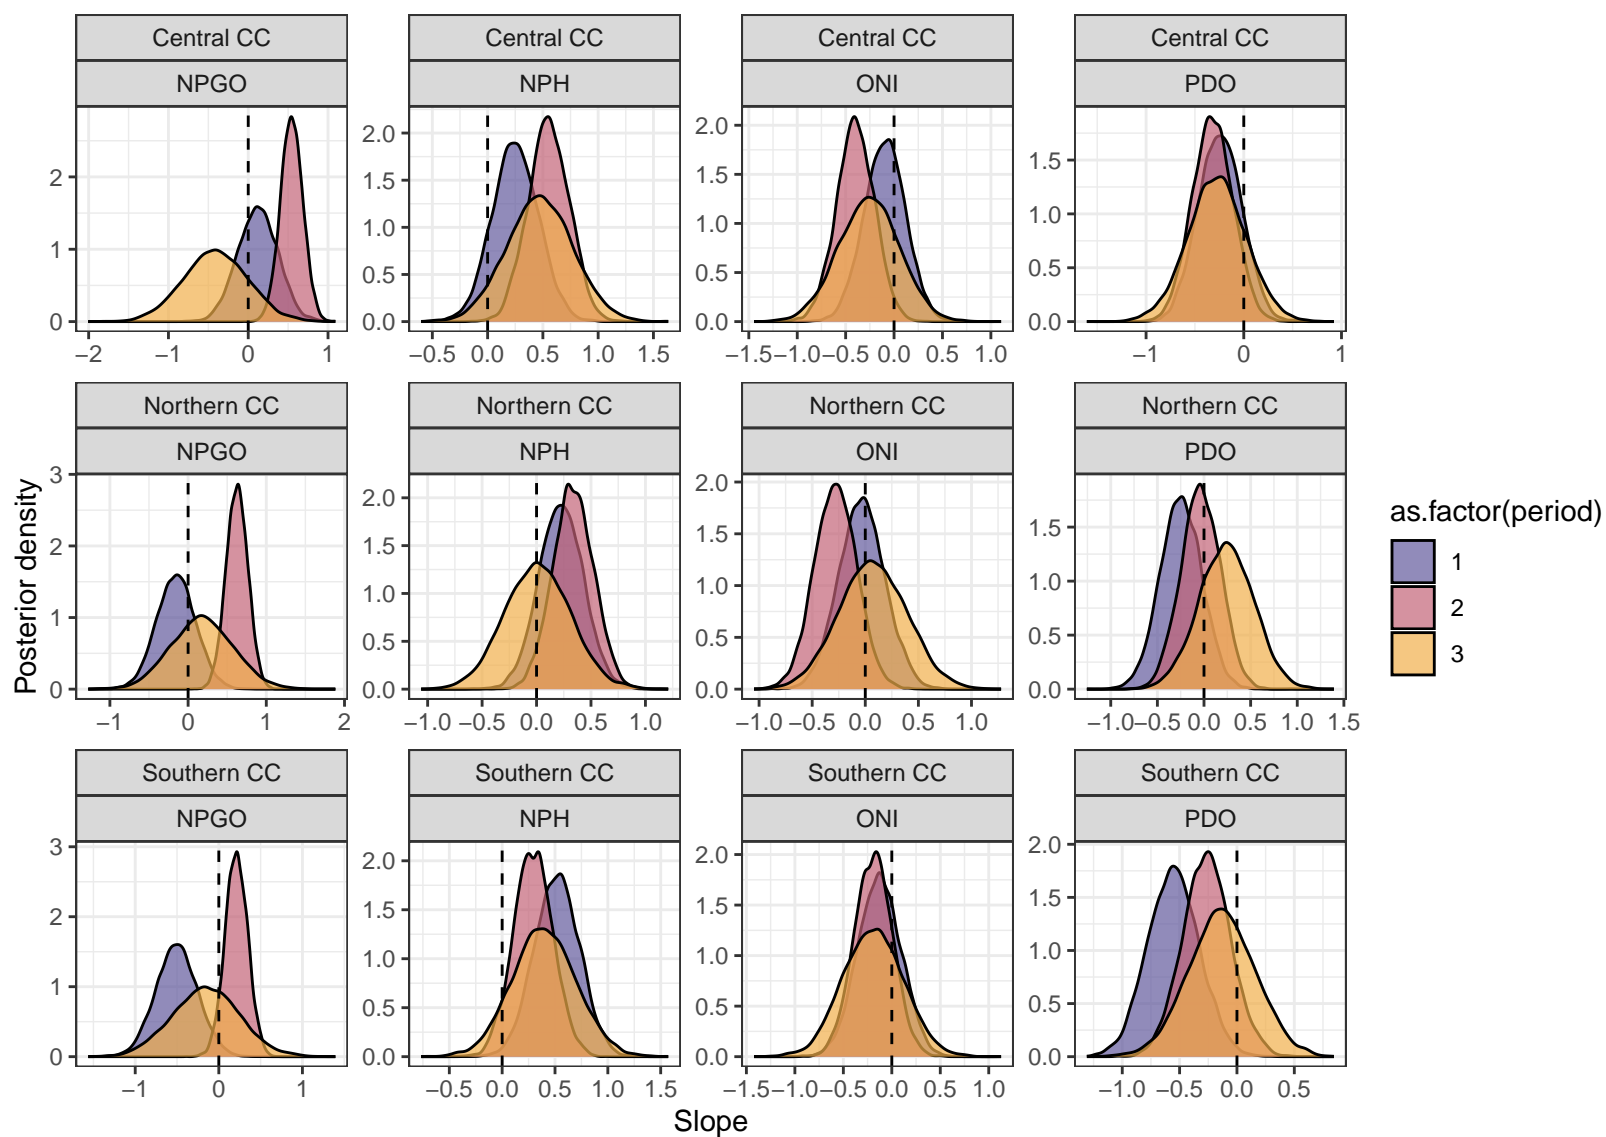 Central CC Central CC Central CC Central CC
NPGO NPH ONI PDO
0 1 2
0.0 0.5 1.0 1.5 2.0
0.0 0.5 1.0 1.5 2.0
0.0 0.5 1.0 1.5
−2 −1 0 1
−0.5 0.0 0.5 1.0 1.5
−1.5 −1.0 −0.5 0.0 0.5 1.0
−1 0 1
Northern CC Northern CC Northern CC Northern CC
NPGO NPH ONI PDO
0 1 2 3
0.0 0.5 1.0 1.5 2.0
0.0 0.5 1.0 1.5 2.0
0.0 0.5 1.0 1.5
−1 0 1 2
−1.0 −0.5 0.0 0.5 1.0
−1.0 −0.5 0.0 0.5 1.0
−1.0 −0.5 0.0 0.5 1.0 1.5
Southern CC Southern CC Southern CC Southern CC
NPGO NPH ONI PDO
0 1 2 3
0.0 0.5 1.0 1.5 2.0
0.0 0.5 1.0 1.5 2.0
0.0 0.5 1.0 1.5 2.0
−1 0 1
−0.5 0.0 0.5 1.0 1.5
−1.5 −1.0 −0.5 0.0 0.5 1.0
−1.0 −0.5 0.0 0.5
Posterior density
Slope
as.factor(period)
1
2
3